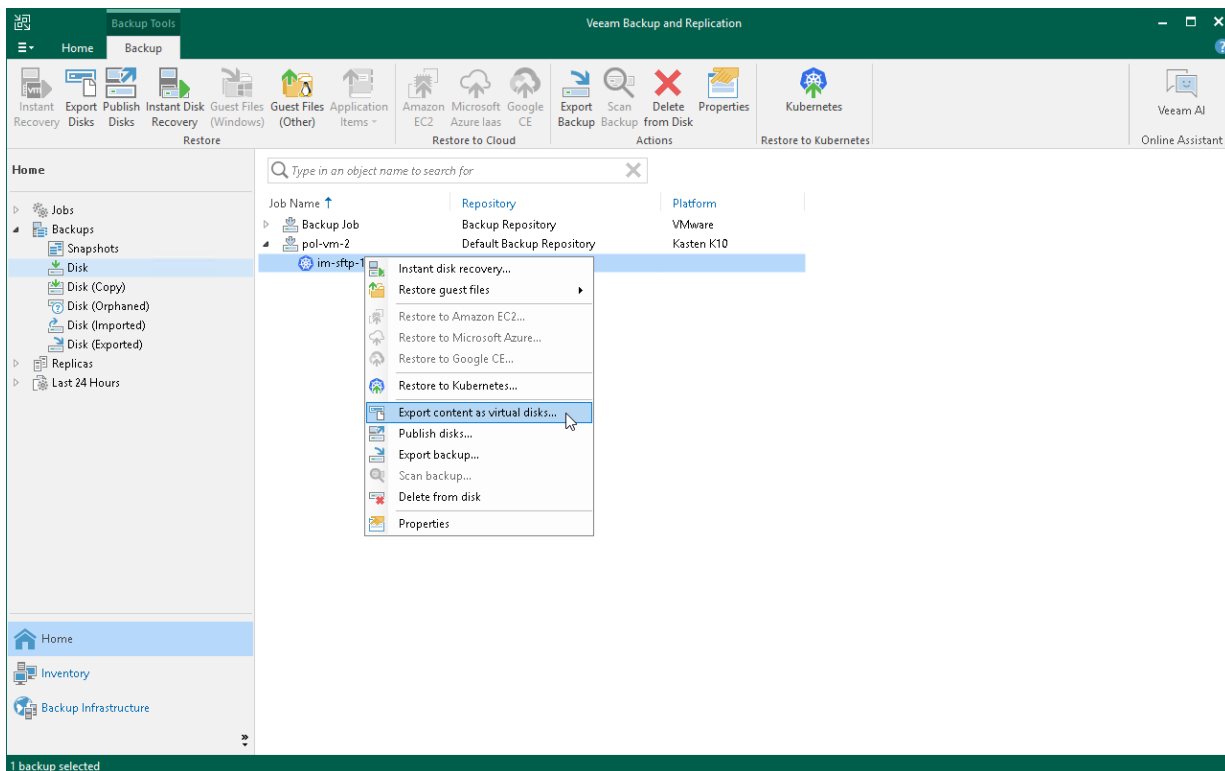 Backup Tools
Veeam Backup and Replication
Home
Backup
Instant Recovery
Export Disks
Publish Disks
Instant Disk Recovery
Guest Files (Windows)
Guest Files (Other)
Application Items
Amazon EC2
Microsoft Azure Iaas
Google CE
Export Backup
Scan Backup
Delete from Disk
Properties
Kubernetes
Veeam AI
Restore
Restore to Cloud
Actions
Restore to Kubernetes
Online Assistant
Home
Jobs
Backups
Snapshots
Disk
Disk (Copy)
Disk (Orphaned)
Disk (Imported)
Disk (Exported)
Replicas
Last 24 Hours
Type in an object name to search for
Job Name Repository Platform
Backup Job Backup Repository VMware
pol-vm-2 Default Backup Repository Kasten K10
im-sftp-1
Instant disk recovery...
Restore guest files
Restore to Amazon EC2...
Restore to Microsoft Azure...
Restore to Google CE...
Restore to Kubernetes...
Export content as virtual disks...
Publish disks...
Export backup...
Scan backup...
Delete from disk
Properties
Home
Inventory
Backup Infrastructure
1 backup selected